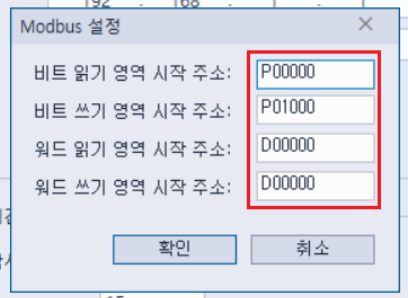 Modbus 설정
비트 읽기 영역 시작 주소: P00000
비트 쓰기 영역 시작 주소: P01000
워드 읽기 영역 시작 주소: D00000
워드 쓰기 영역 시작 주소: D00000
확인 취소